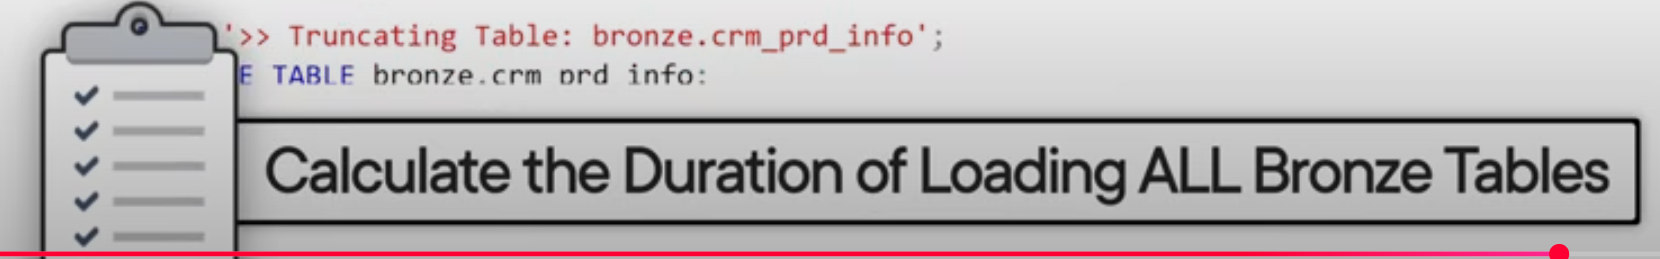 '>> Truncating Table: bronze.crm_prd_info';
E TABLE bronze.crm_prd_info;
Calculate the Duration of Loading ALL Bronze Tables